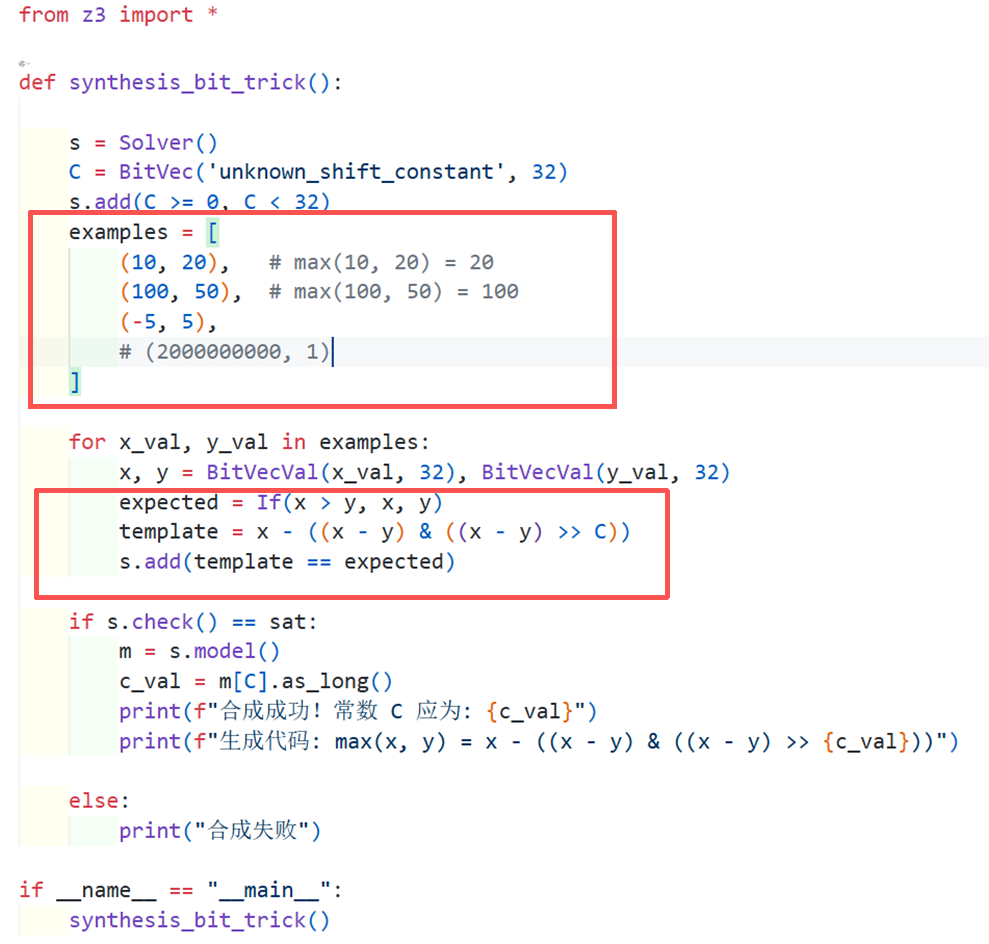 from z3 import *
def synthesis_bit_trick():
s = Solver()
C = BitVec('unknown_shift_constant', 32)
s.add(C >= 0, C < 32)
examples = [
(10, 20),   # max(10, 20) = 20
(100, 50),  # max(100, 50) = 100
(-5, 5),
# (2000000000, 1)
]
for x_val, y_val in examples:
x, y = BitVecVal(x_val, 32), BitVecVal(y_val, 32)
expected = If(x > y, x, y)
template = x - ((x - y) & ((x - y) >> C))
s.add(template == expected)
if s.check() == sat:
m = s.model()
c_val = m[C].as_long()
print(f"合成成功！常数 C 应为: {c_val}")
print(f"生成代码: max(x, y) = x - ((x - y) & ((x - y) >> {c_val}))")
else:
print("合成失败")
if __name__ == "__main__":
synthesis_bit_trick()